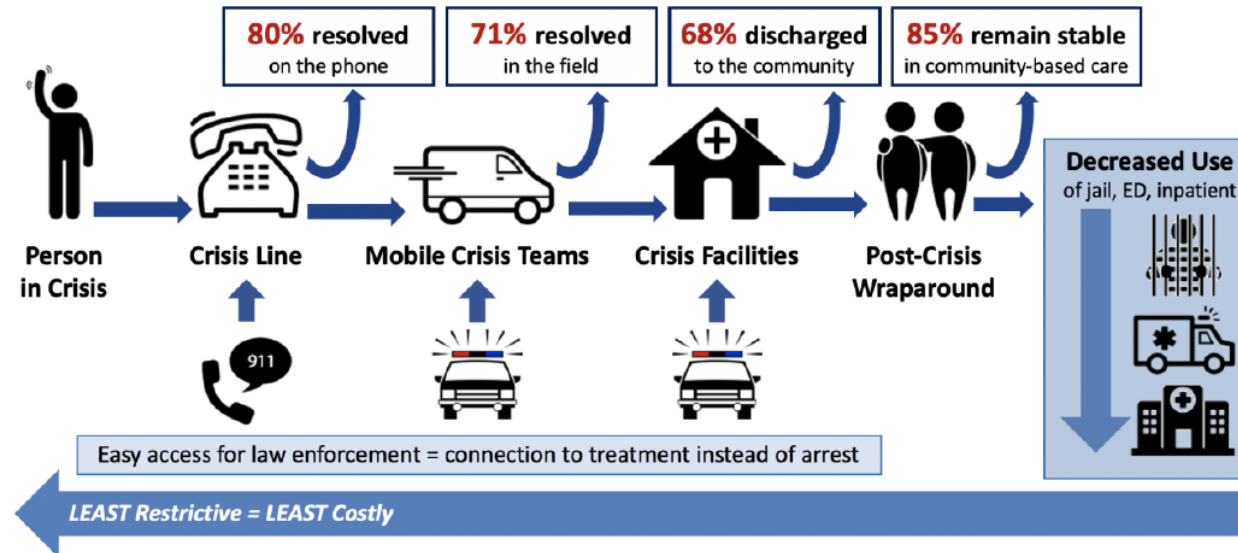 80% resolved
on the phone
71% resolved
in the field
68% discharged
to the community
85% remain stable
in community-based care
Decreased Use
of jail, ED, inpatient
Person
in Crisis
Crisis Line
Mobile Crisis Teams
Crisis Facilities
Post-Crisis
Wraparound
911
Easy access for law enforcement = connection to treatment instead of arrest
LEAST Restrictive = LEAST Costly